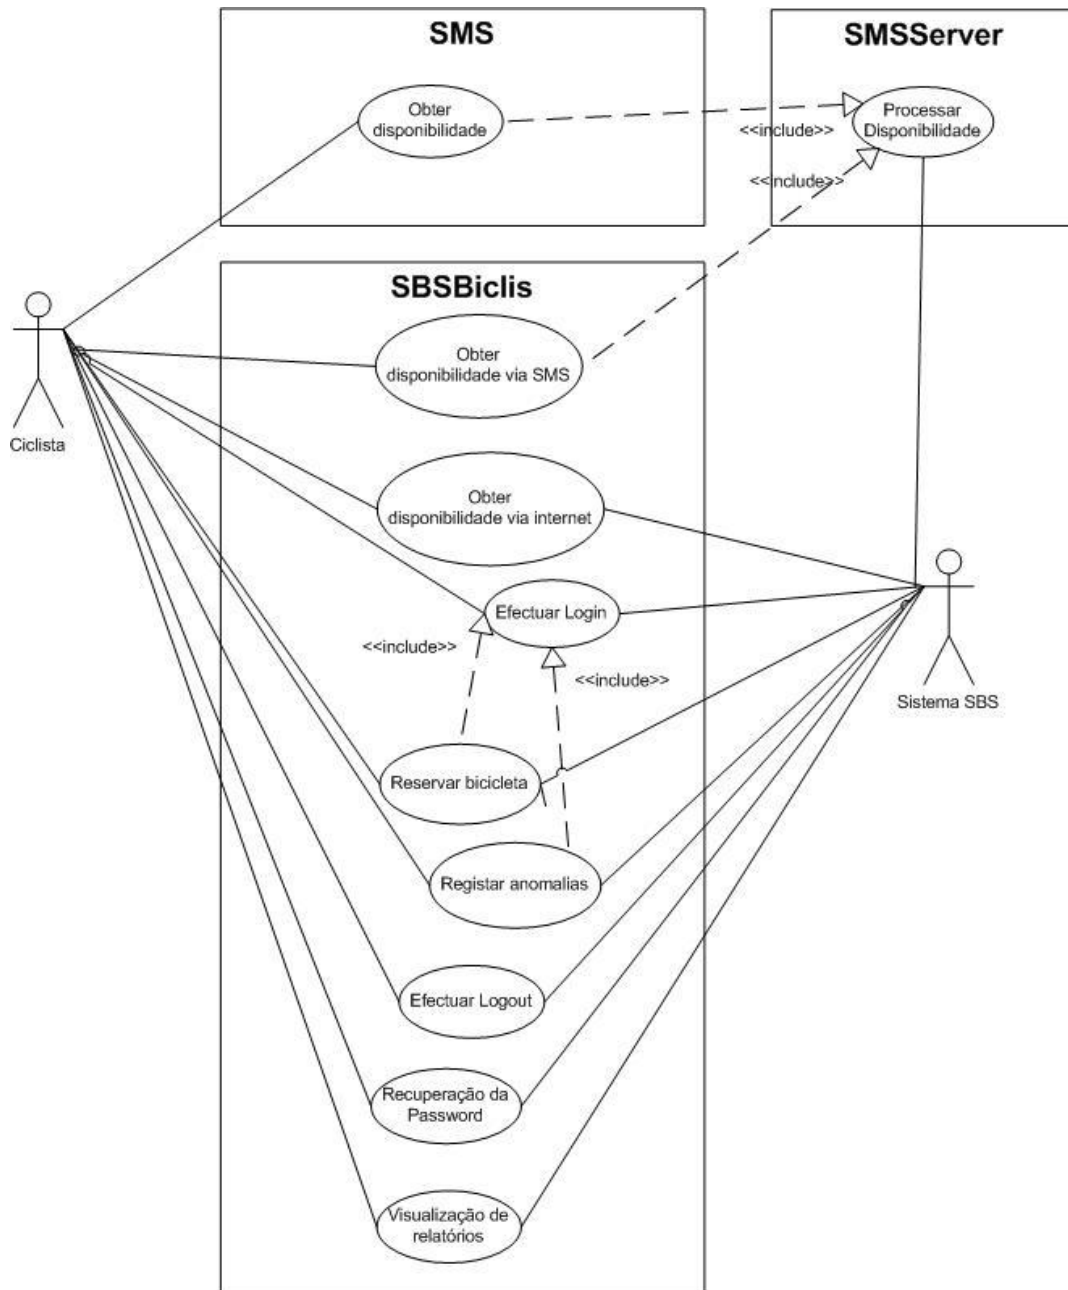 SMS
SMSServer
Obter
disponibilidade
Processar
Disponibilidade
<<include>>
<<include>>
SBSBiclis
Obter
disponibilidade via SMS
Ciclista
Obter
disponibilidade via internet
Efectuar Login
<<include>>
<<include>>
Sistema SBS
Reservar bicicleta
Registar anomalias
Efectuar Logout
Recuperação da
Password
Visualização de
relatórios